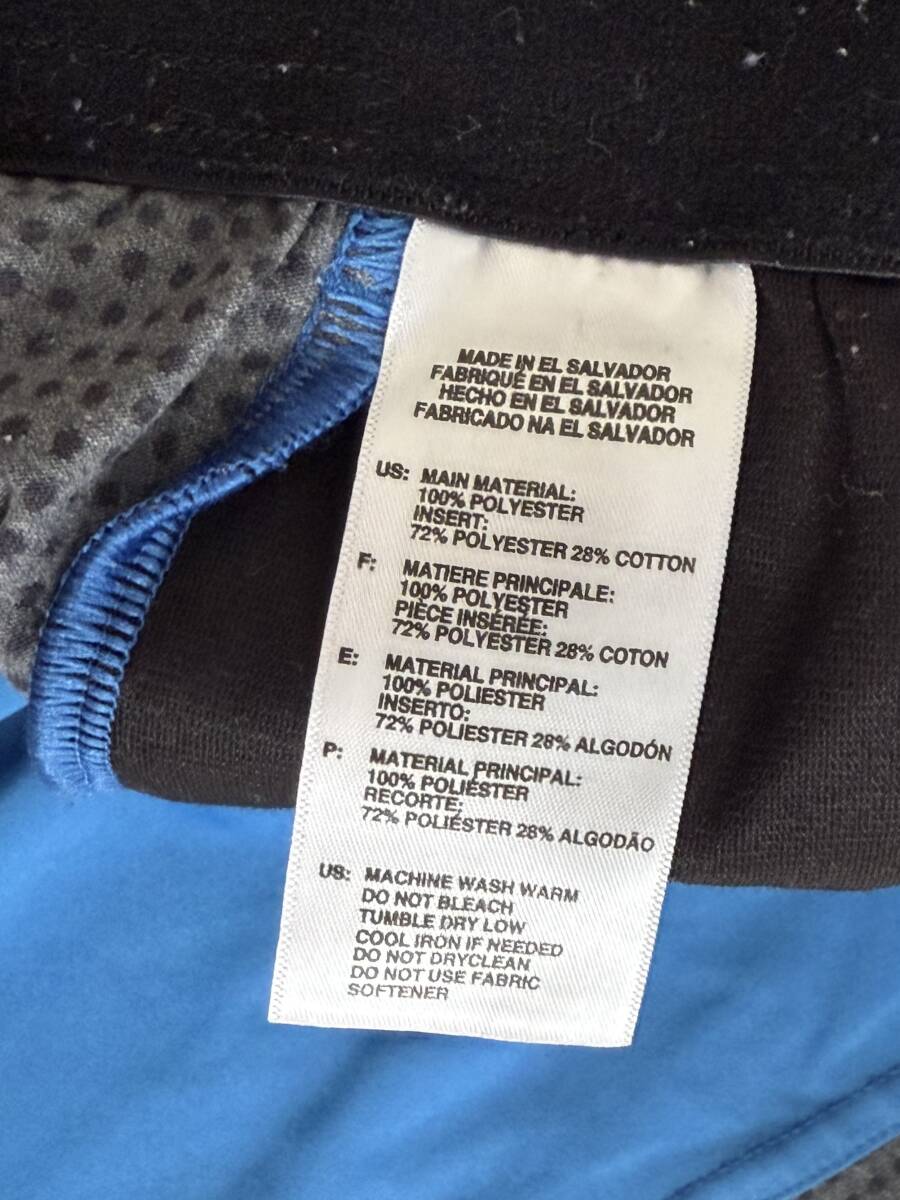 MADE IN EL SALVADOR
FABRIQUÉ EN EL SALVADOR
HECHO EN EL SALVADOR
FABRICADO NA EL SALVADOR
US: MAIN MATERIAL:
100% POLYESTER
INSERT:
72% POLYESTER 28% COTTON
F: MATIERE PRINCIPALE:
100% POLYESTER
PIÈCE INSÉRÉE:
72% POLYESTER 28% COTON
E: MATERIAL PRINCIPAL:
100% POLIESTER
INSERTO:
72% POLIESTER 28% ALGODÓN
P: MATERIAL PRINCIPAL:
100% POLIÉSTER
RECORTE:
72% POLIÉSTER 28% ALGODÃO
US: MACHINE WASH WARM
DO NOT BLEACH
TUMBLE DRY LOW
COOL IRON IF NEEDED
DO NOT DRYCLEAN
DO NOT USE FABRIC
SOFTENER